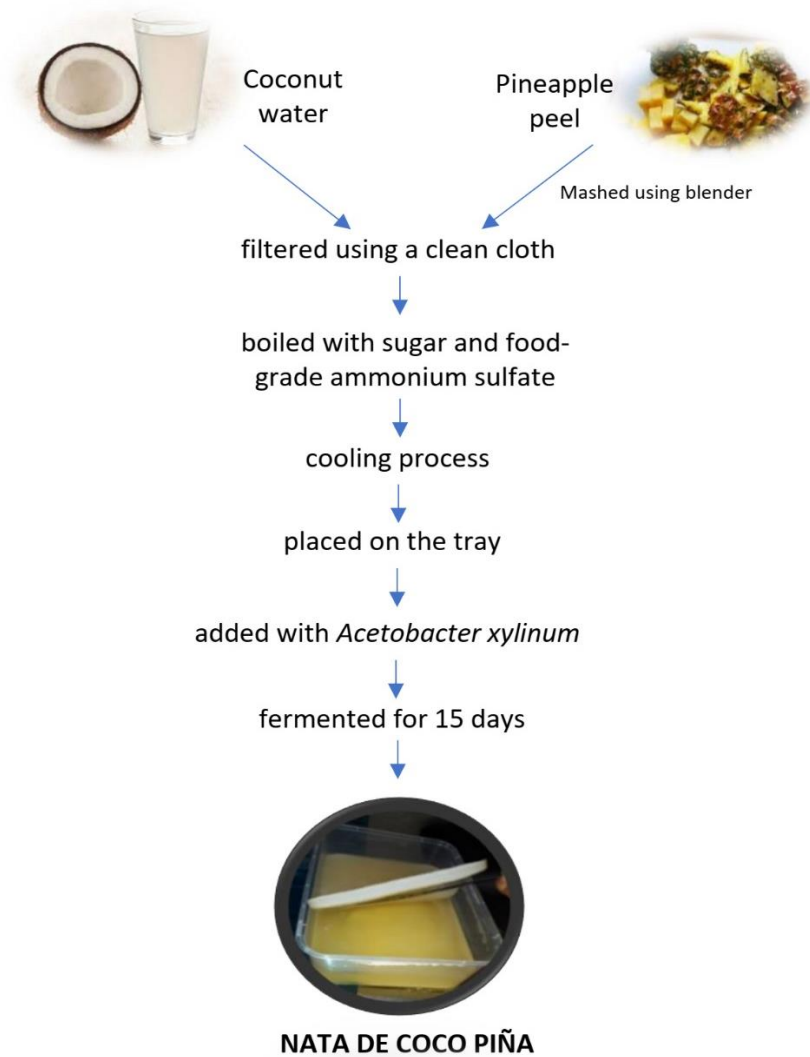 Coconut
water
Pineapple
peel
Mashed using blender
filtered using a clean cloth
boiled with sugar and food-
grade ammonium sulfate
cooling process
placed on the tray
added with Acetobacter xylinum
fermented for 15 days
NATA DE COCO PIÑA